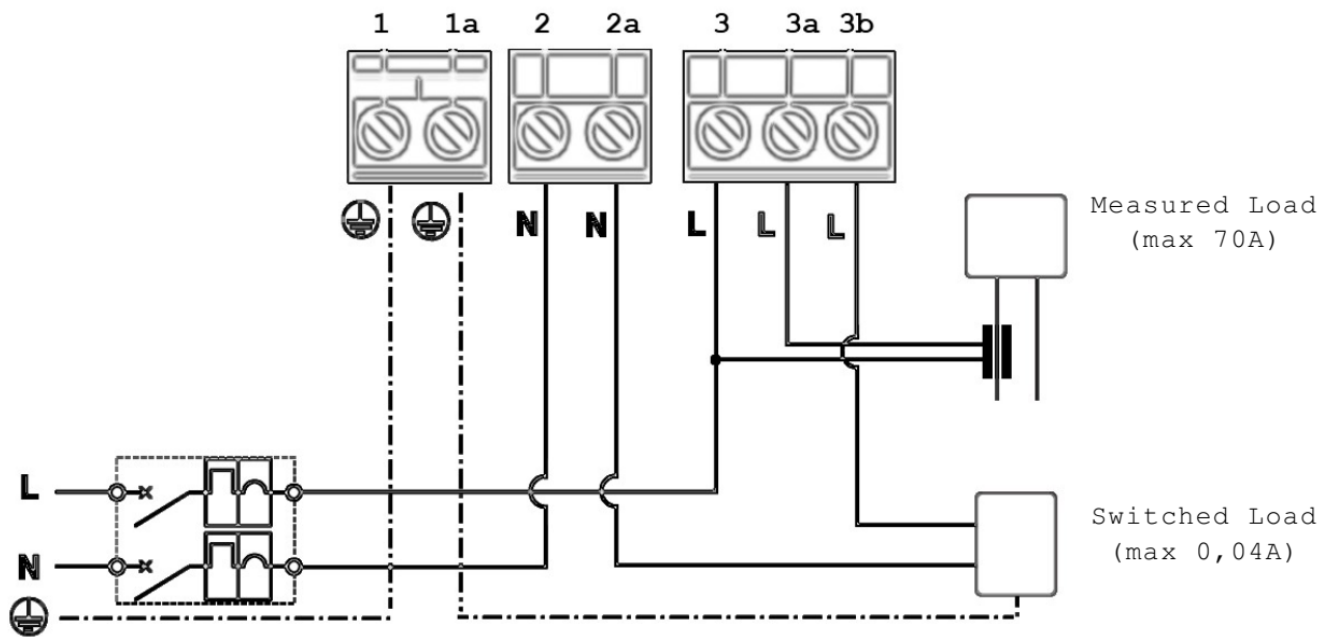 1 1a 2 2a 3 3a 3b
N N L L L
Measured Load
(max 70A)
L
Switched Load
(max 0,04A)
N